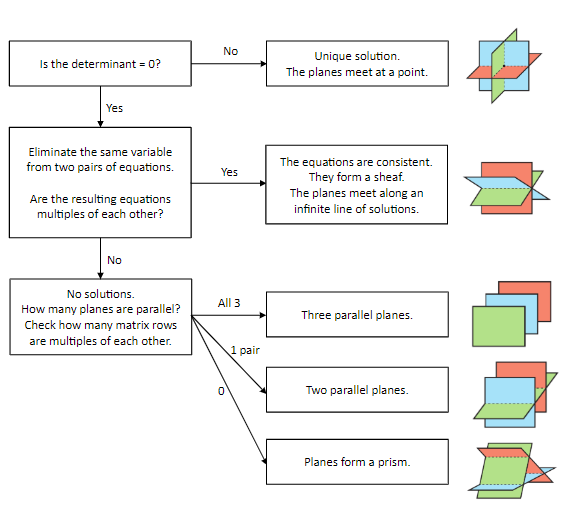 Is the determinant = 0?
No
Unique solution.
The planes meet at a point.
Yes
Eliminate the same variable
from two pairs of equations.
Are the resulting equations
multiples of each other?
Yes
The equations are consistent.
They form a sheaf.
The planes meet along an
infinite line of solutions.
No
No solutions.
How many planes are parallel?
Check how many matrix rows
are multiples of each other.
All 3
Three parallel planes.
1 pair
Two parallel planes.
0
Planes form a prism.